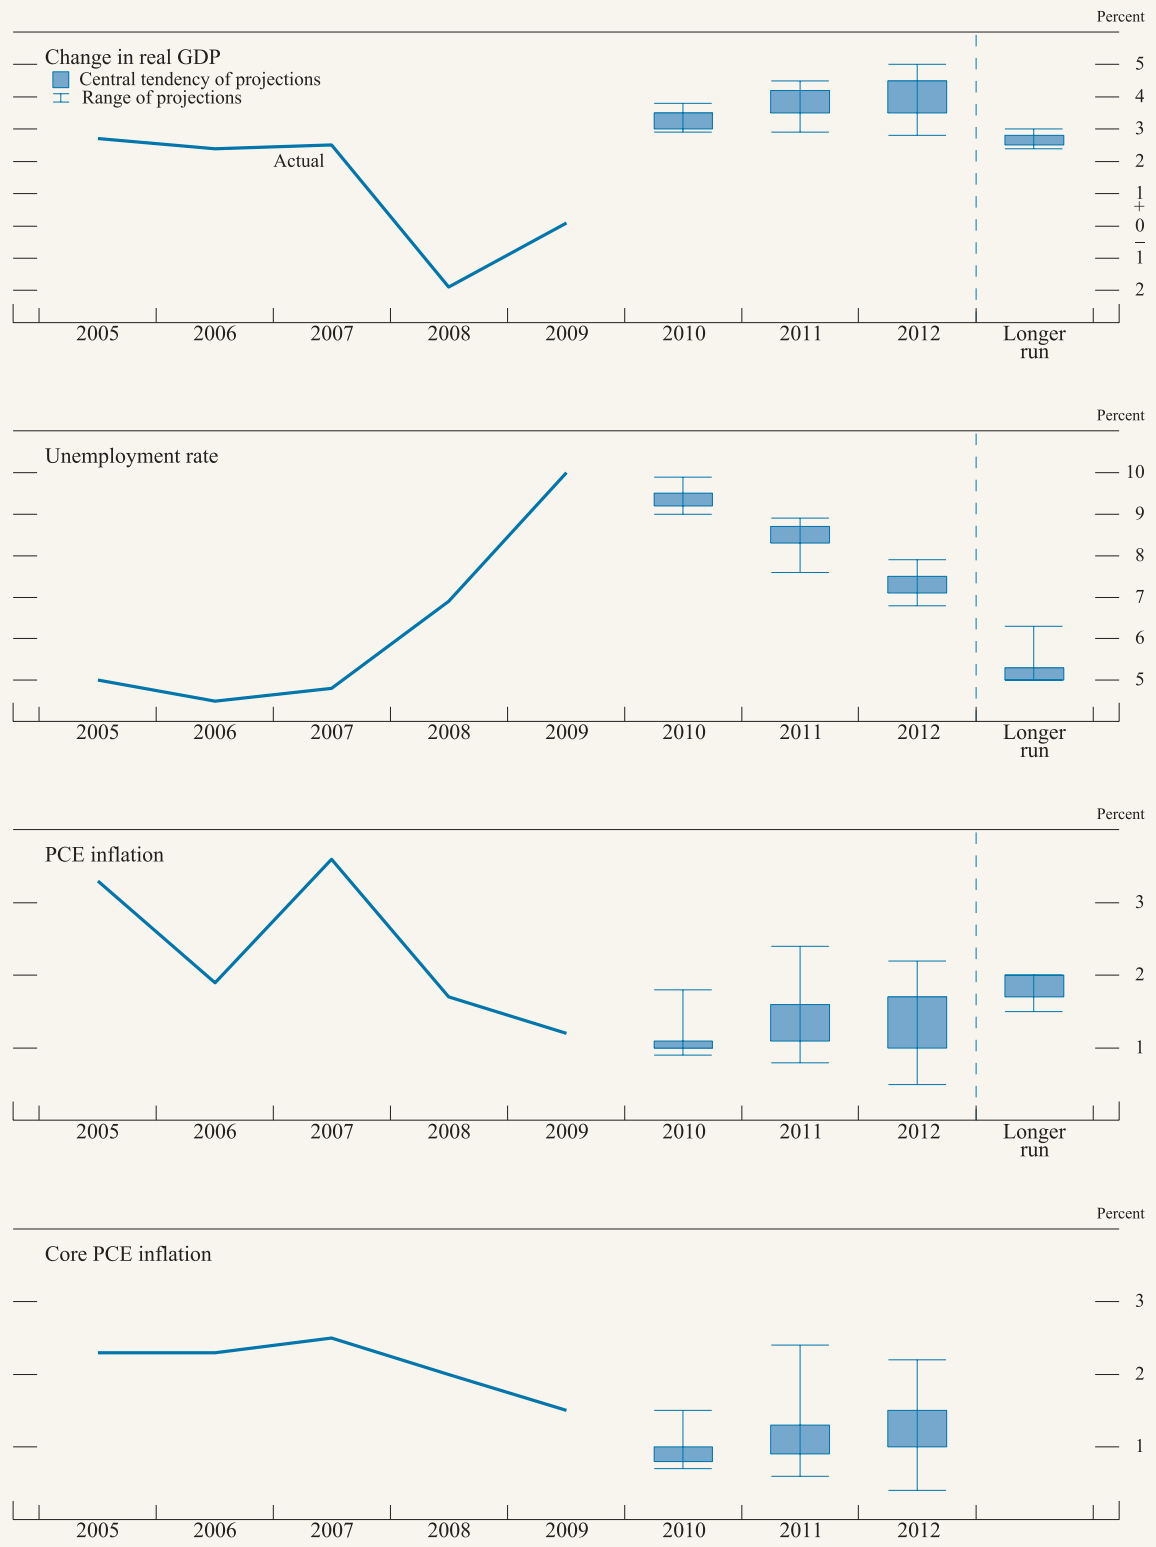 Percent
Change in real GDP
Central tendency of projections
Range of projections
Actual
5
4
3
2
1
+
0
–
1
2
2005 2006 2007 2008 2009 2010 2011 2012 Longer
run
Percent
Unemployment rate
10
9
8
7
6
5
2005 2006 2007 2008 2009 2010 2011 2012 Longer
run
Percent
PCE inflation
3
2
1
2005 2006 2007 2008 2009 2010 2011 2012 Longer
run
Percent
Core PCE inflation
3
2
1
2005 2006 2007 2008 2009 2010 2011 2012